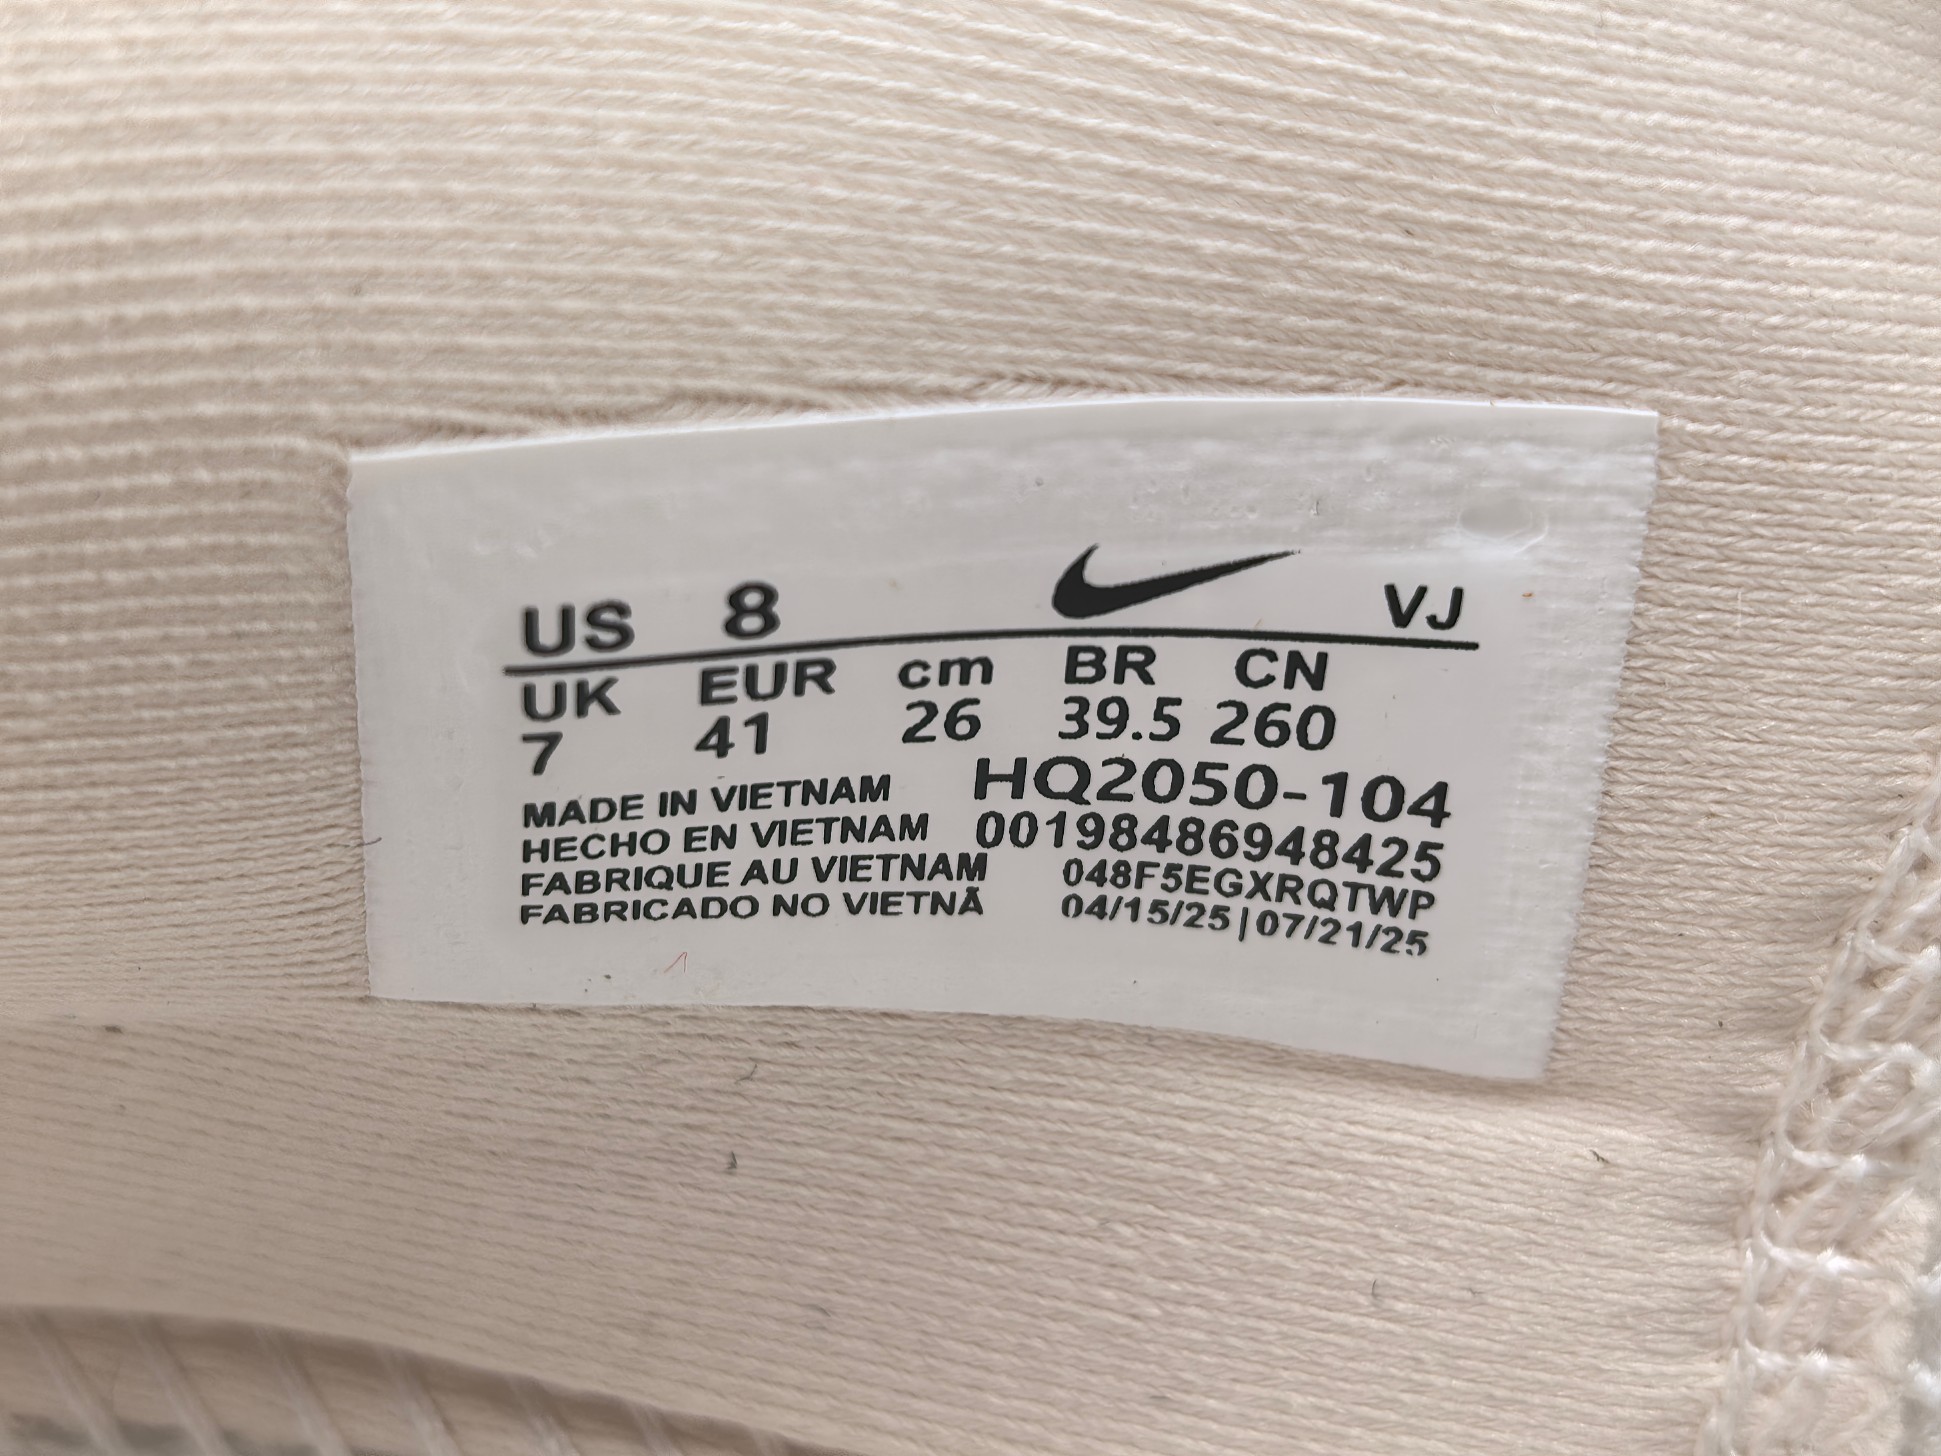 US 8 VJ
UK EUR cm BR CN
7 41 26 39.5 260
MADE IN VIETNAM HQ2050-104
HECHO EN VIETNAM 00198486948425
FABRIQUE AU VIETNAM 048F5EGXRQTWP
FABRICADO NO VIETNÃ 04/15/25|07/21/25